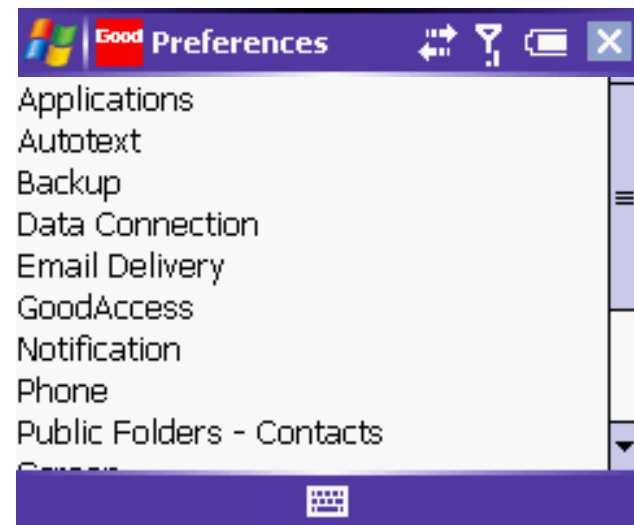 Good Preferences
Applications
Autotext
Backup
Data Connection
Email Delivery
GoodAccess
Notification
Phone
Public Folders - Contacts